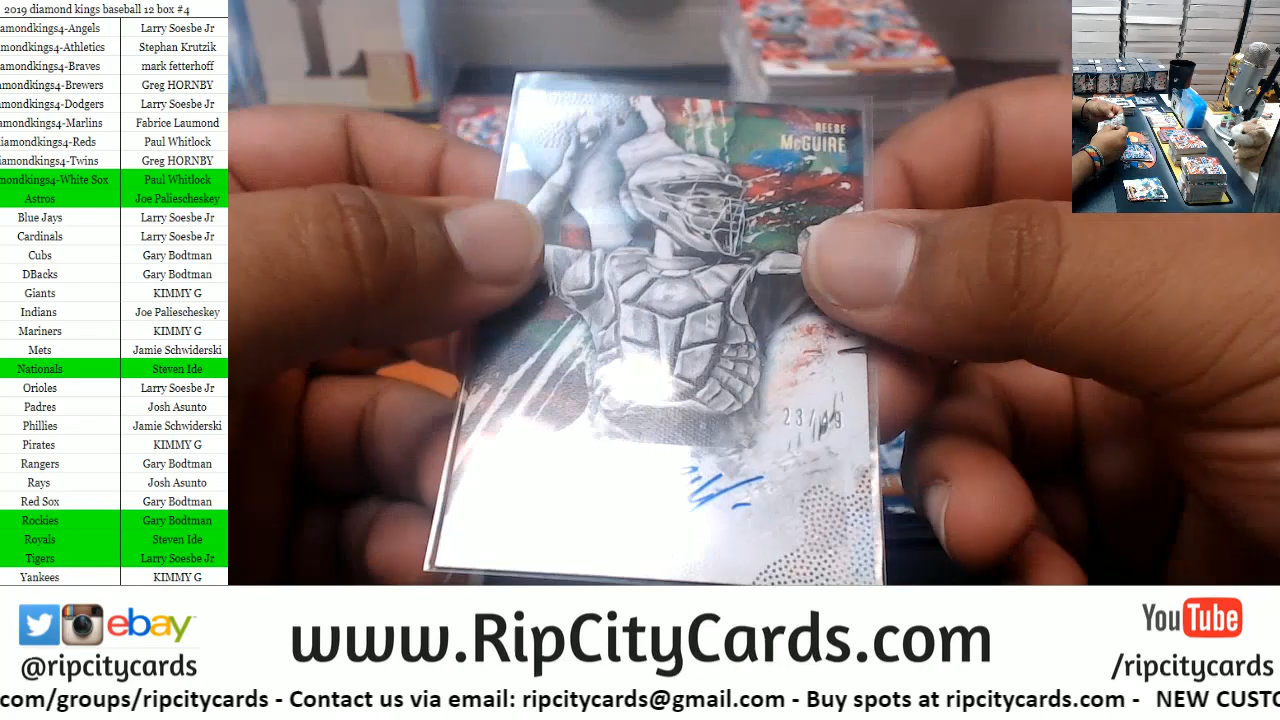 2019 diamond kings baseball 12 box #4
amondkings4-Angels Larry Soesbe Jr
mondkings4-Athletics Stephan Krutzik
amondkings4-Braves mark fetterhoff
mondkings4-Brewers Greg HORNBY
mondkings4-Dodgers Larry Soesbe Jr
amondkings4-Marlins Fabrice Laumond
iamondkings4-Reds Paul Whitlock
iamondkings4-Twins Greg HORNBY
mondkings4-White Sox Paul Whitlock
Astros Joe Paliescheskey
Blue Jays Larry Soesbe Jr
Cardinals Larry Soesbe Jr
Cubs Gary Bodtman
DBacks Gary Bodtman
Giants KIMMY G
Indians Joe Paliescheskey
Mariners KIMMY G
Mets Jamie Schwiderski
Nationals Steven Ide
Orioles Larry Soesbe Jr
Padres Josh Asunto
Phillies Jamie Schwiderski
Pirates KIMMY G
Rangers Gary Bodtman
Rays Josh Asunto
Red Sox Gary Bodtman
Rockies Gary Bodtman
Royals Steven Ide
Tigers Larry Soesbe Jr
Yankees KIMMY G
REESE
McGUIRE
23/49
ebay
@ripcitycards
www.RipCityCards.com
YouTube
/ripcitycards
com/groups/ripcitycards - Contact us via email: ripcitycards@gmail.com - Buy spots at ripcitycards.com - NEW CUSTO